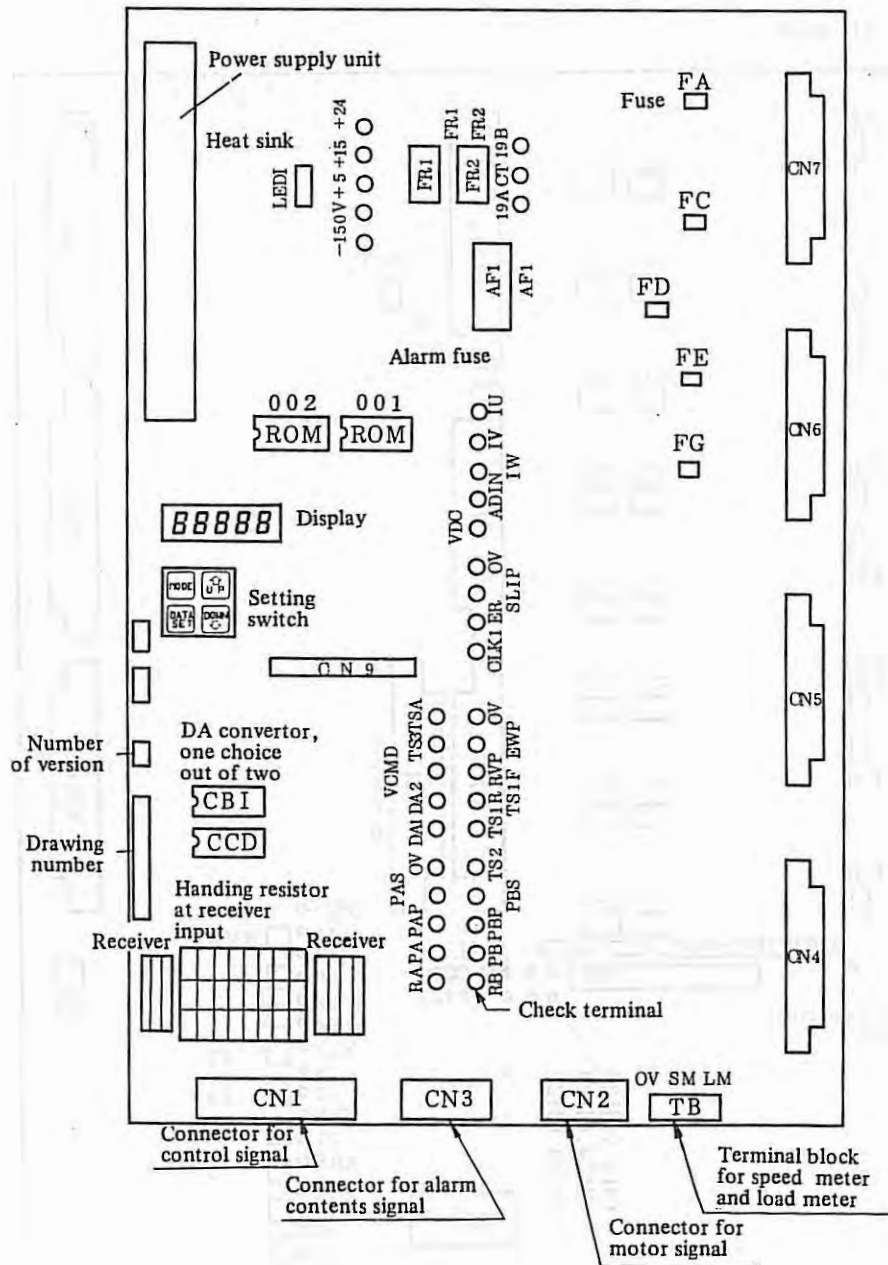 Power supply unit
Heat sink
LEDI
-15 0V + 5 +15 +24
FR1
FR2
FR1
FR2
19A CT 19B
Fuse
FA
FC
FD
FE
FG
CN7
AF1
AF1
Alarm fuse
002
001
ROM
ROM
CN6
IU
IV
IW
ADIN
VDC
88888
Display
MODE
UP
DATA SET
DOWN
Setting
switch
OV
SLIP
ER
CLK1
CN9
CN5
Number
of version
DA convertor,
one choice
out of two
CBI
CCD
Drawing
number
TSA
TS3
VCMD
DA2
DA1
OV
PAS
PAP
PA
RA
OV
EWP
RVP
TS1F
TS1R
TS2
PBS
PBP
PB
RB
Handing resistor
at receiver
input
Receiver
Receiver
Check terminal
CN4
OV SM LM
CN1
CN3
CN2
TB
Connector for
control signal
Connector for alarm
contents signal
Connector for
motor signal
Terminal block
for speed meter
and load meter